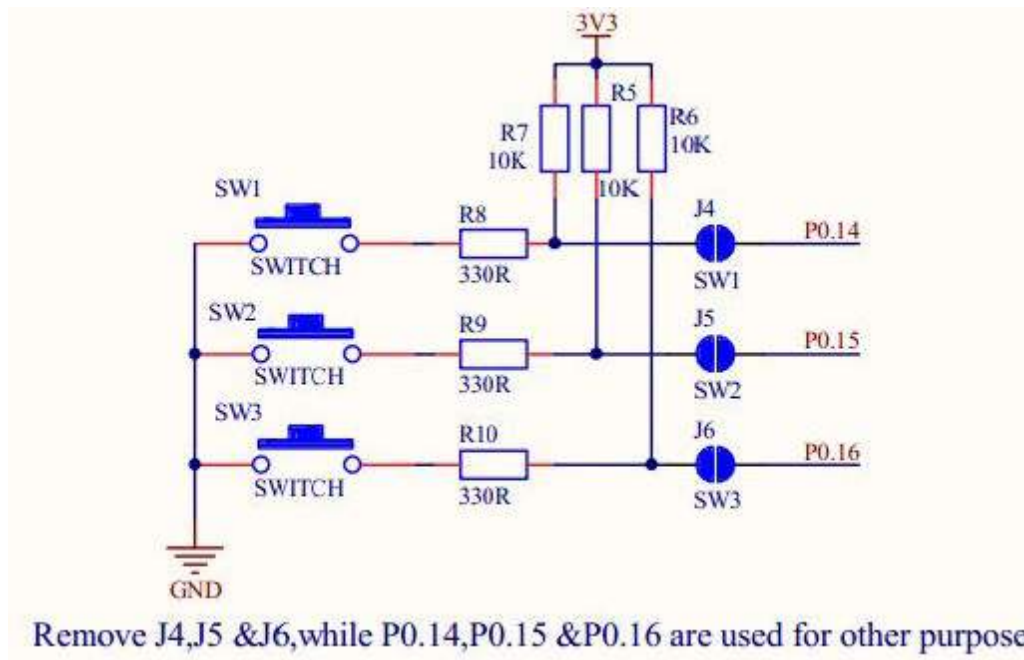 3V3
R5
R7
R6
10K
10K
10K
SW1
R8
J4
P0.14
SWITCH
330R
SW1
SW2
R9
J5
P0.15
SWITCH
330R
SW2
SW3
R10
J6
P0.16
SWITCH
330R
SW3
GND
Remove J4,J5 &J6,while P0.14,P0.15 &P0.16 are used for other purpose